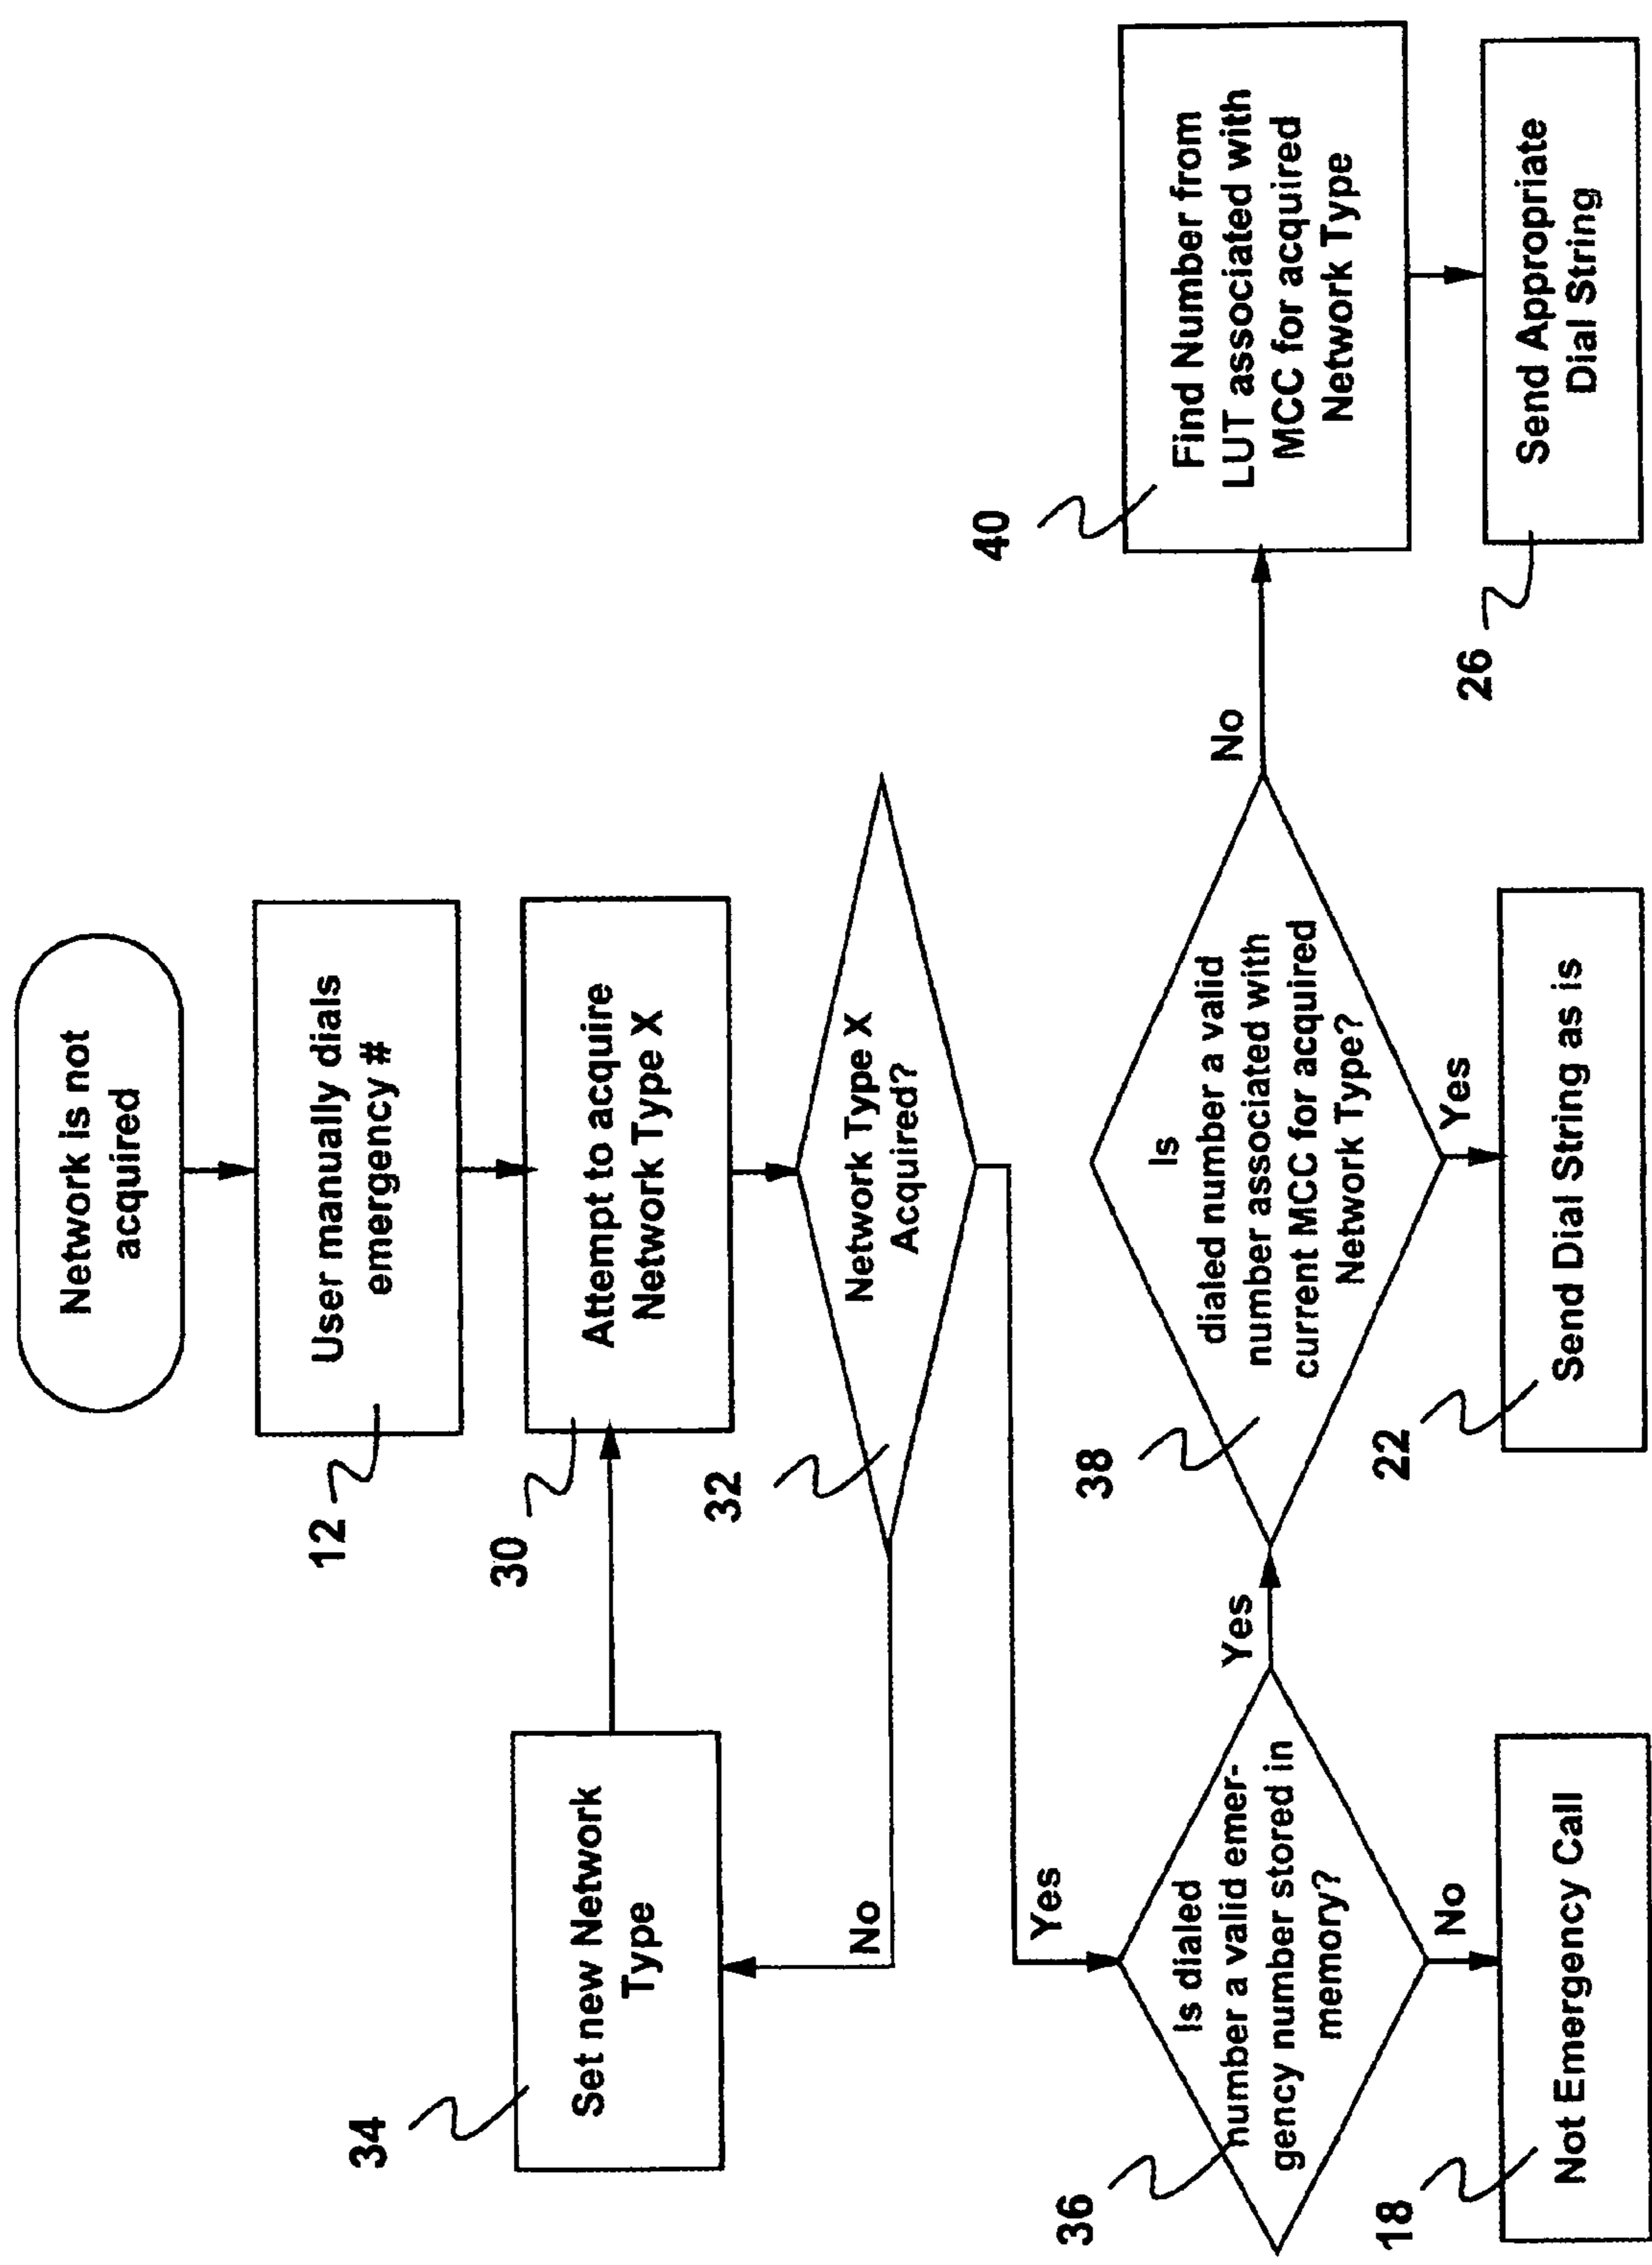 Network is not
acquired
User manually dials
emergency #
12
Attempt to acquire
Network Type X
30
Set new Network
Type
34
Network Type X
Acquired?
32
No
Yes
Is dialed
number a valid emer-
gency number stored in
memory?
36
Yes
No
Not Emergency Call
18
Is
dialed number a valid
number associated with
current MCC for acquired
Network Type?
38
Yes
No
Send Dial String as is
22
Find Number from
LUT associated with
MCC for acquired
Network Type
40
Send Appropriate
Dial String
26